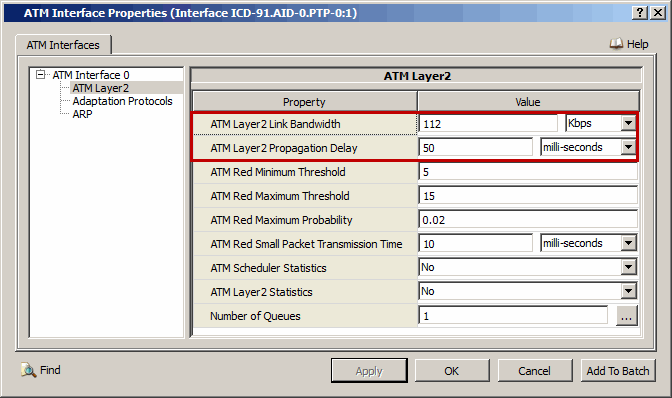 ATM Interface Properties (Interface ICD-91.AID-0.PTP-0:1)
ATM Interfaces
Help
ATM Interface 0
ATM Layer2
Adaptation Protocols
ARP
ATM Layer2
Property Value
ATM Layer2 Link Bandwidth 112 Kbps
ATM Layer2 Propagation Delay 50 milli-seconds
ATM Red Minimum Threshold 5
ATM Red Maximum Threshold 15
ATM Red Maximum Probability 0.02
ATM Red Small Packet Transmission Time 10 milli-seconds
ATM Scheduler Statistics No
ATM Layer2 Statistics No
Number of Queues 1 ...
Find Apply OK Cancel Add To Batch